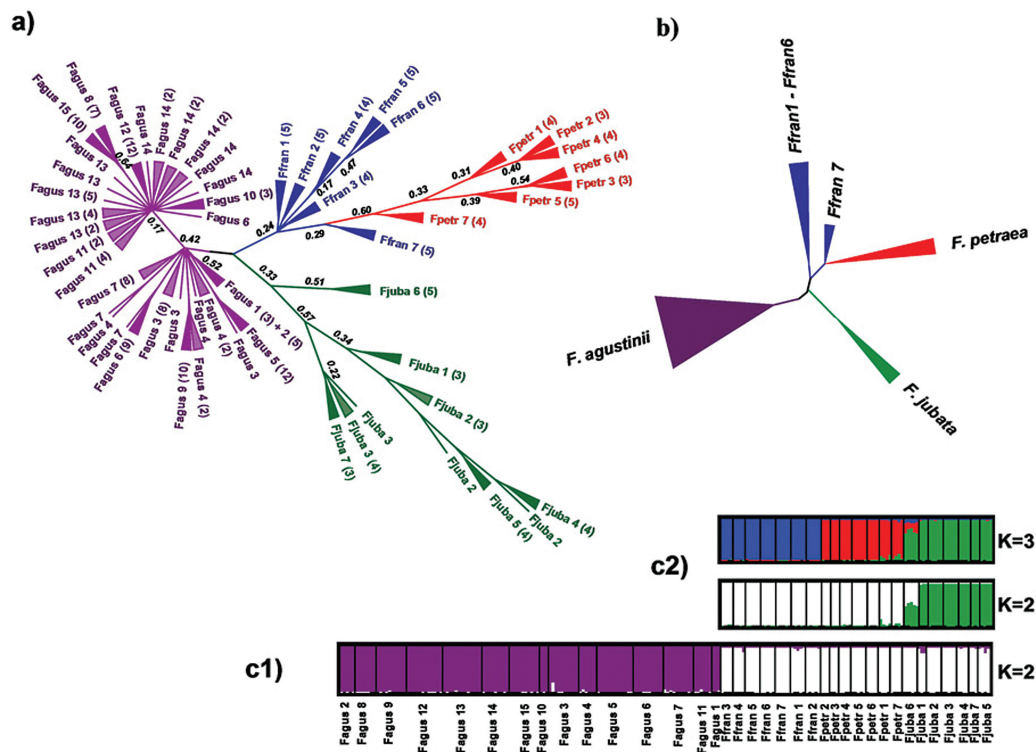 a)
Fagus 15 (10)
Fagus 8 (7)
Fagus 12 (12)
Fagus 14
Fagus 14 (2)
Fagus 14 (2)
Fagus 14 (2)
Fagus 14
Fagus 14
Fagus 10 (3)
Fagus 6
Fagus 13
Fagus 13
Fagus 13 (5)
Fagus 13 (4)
Fagus 13 (2)
Fagus 11 (2)
Fagus 11 (4)
0.64
0.17
0.42
0.52
Fagus 7 (8)
Fagus 7
Fagus 4
Fagus 7
Fagus 6 (9)
Fagus 3 (8)
Fagus 3
Fagus 9 (10)
Fagus 4
Fagus 4 (2)
Fagus 4 (2)
Fagus 3
Fagus 5 (12)
Fagus 1 (3) + 2 (5)
Ffran 1 (5)
Ffran 2 (5)
Ffran 4 (4)
Ffran 5 (5)
Ffran 6 (5)
Ffran 3 (4)
Ffran 7 (5)
0.24
0.17
0.47
0.29
0.60
0.33
0.31
0.40
0.54
0.39
Fpetr 1 (4)
Fpetr 2 (3)
Fpetr 4 (4)
Fpetr 6 (4)
Fpetr 3 (3)
Fpetr 5 (5)
Fpetr 7 (4)
0.33
0.51
0.57
0.34
0.22
Fjuba 6 (5)
Fjuba 1 (3)
Fjuba 2 (3)
Fjuba 3
Fjuba 3 (4)
Fjuba 7 (3)
Fjuba 2
Fjuba 5 (4)
Fjuba 2
Fjuba 4 (4)
b)
Ffran1 - Ffran6
Ffran 7
F. petraea
F. agustinii
F. jubata
c2)
K=3
K=2
c1)
K=2
Fagus 2
Fagus 8
Fagus 9
Fagus 12
Fagus 13
Fagus 14
Fagus 15
Fagus 10
Fagus 3
Fagus 4
Fagus 5
Fagus 6
Fagus 7
Fagus 11
Fagus 1
Ffran 3
Ffran 4
Ffran 5
Ffran 6
Ffran 7
Ffran 1
Ffran 2
Fpetr 2
Fpetr 3
Fpetr 4
Fpetr 5
Fpetr 6
Fpetr 1
Fpetr 7
Fjuba 6
Fjuba 1
Fjuba 2
Fjuba 3
Fjuba 4
Fjuba 7
Fjuba 5